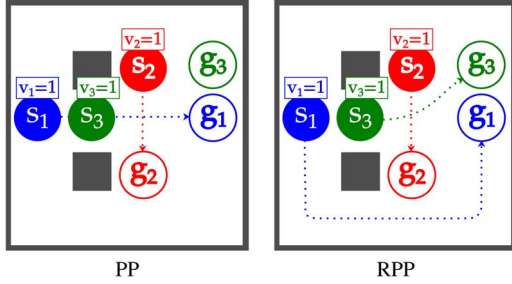 v₂=1
s₂
g₃
v₁=1
v₃=1
s₁
s₃
g₁
g₂
PP
v₂=1
s₂
g₃
v₁=1
v₃=1
s₁
s₃
g₁
g₂
RPP